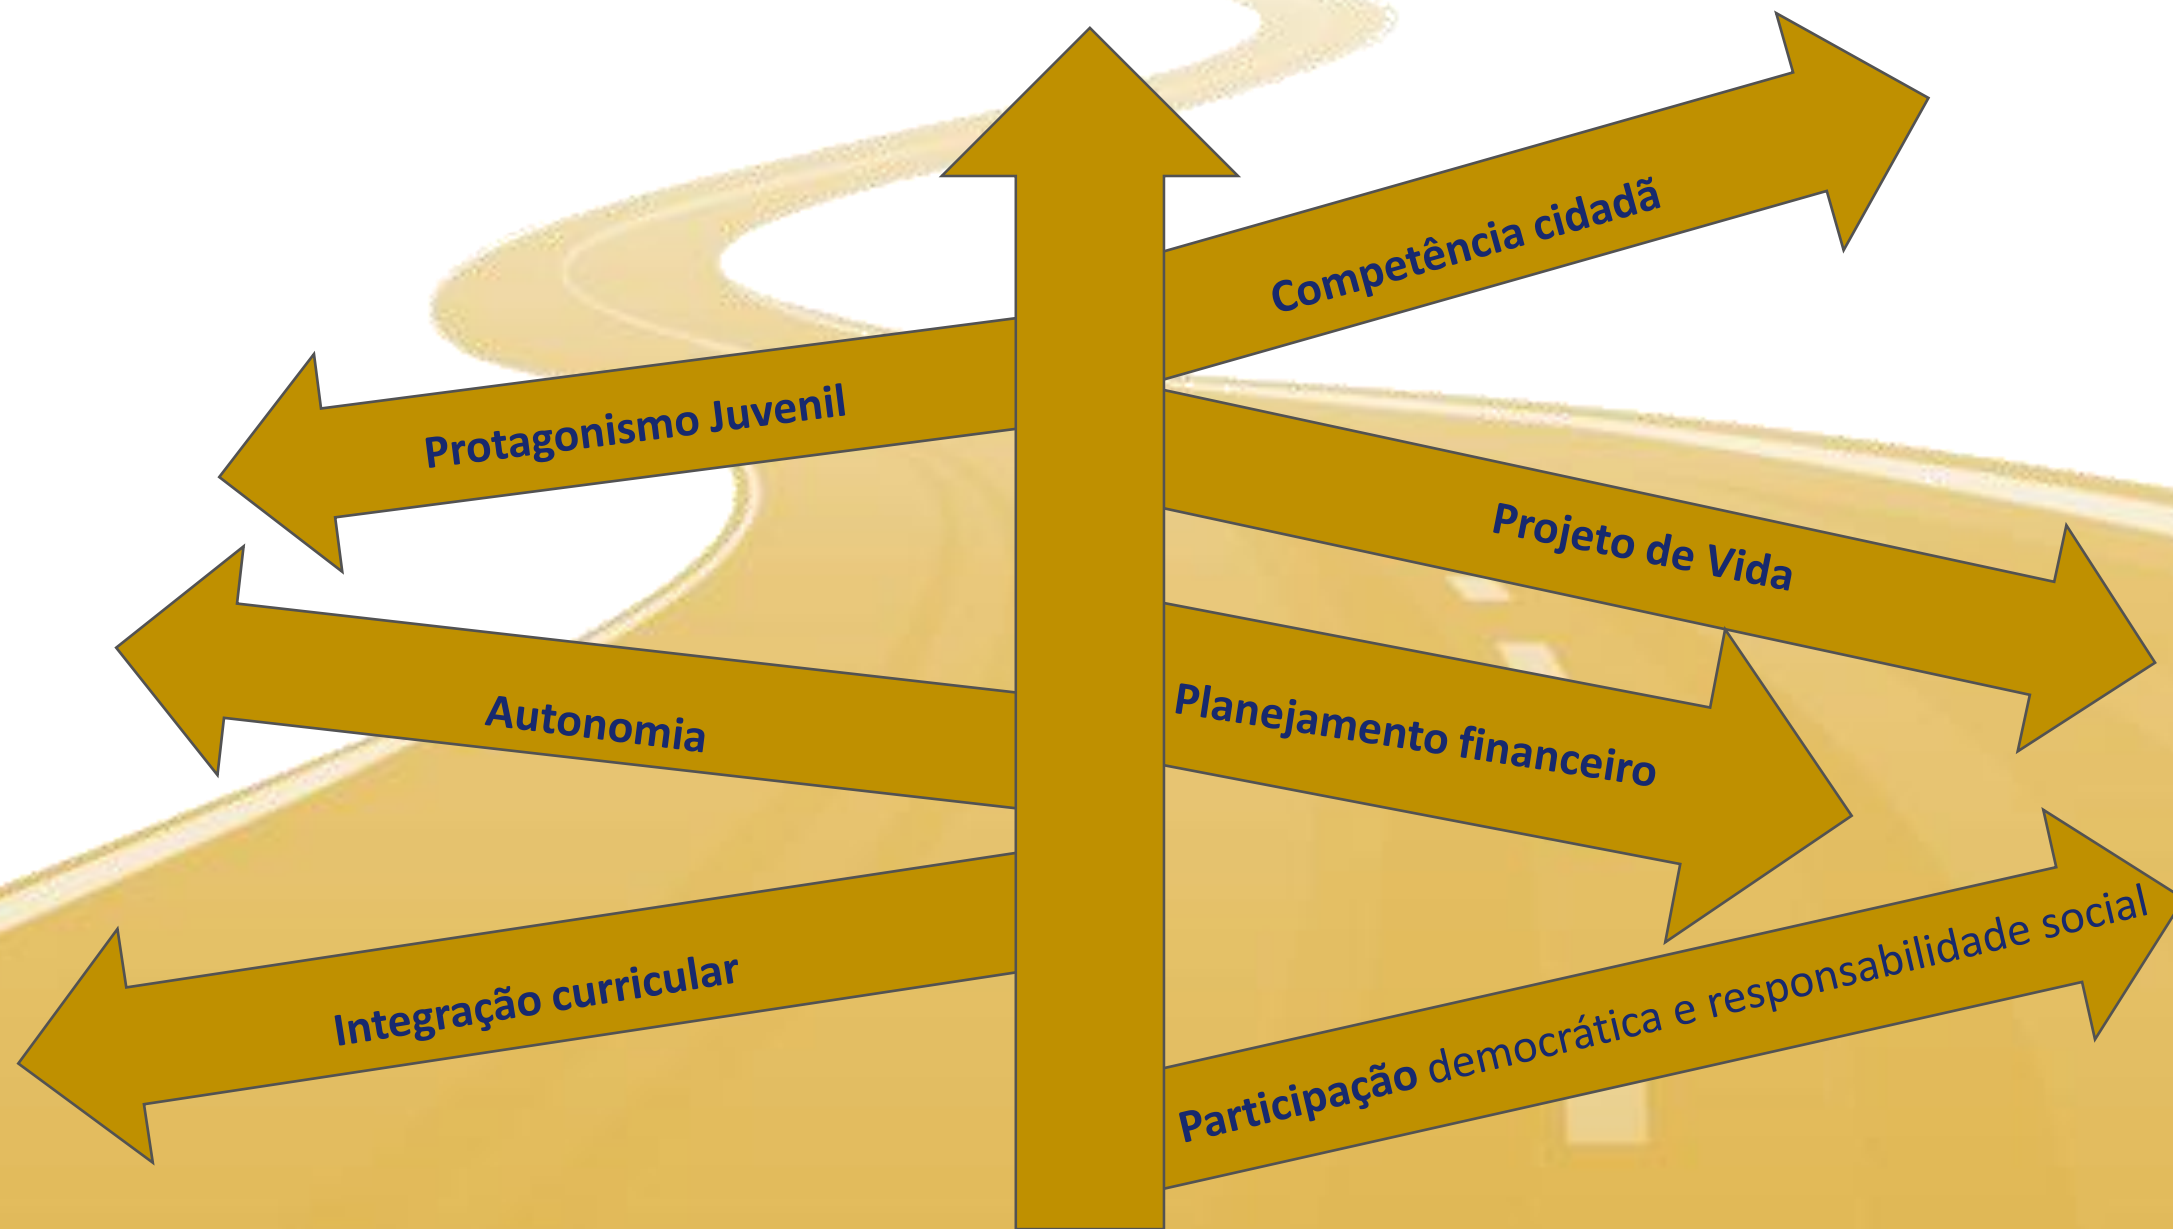 Competência cidadã
Protagonismo Juvenil
Projeto de Vida
Autonomia
Planejamento financeiro
Integração curricular
Participação democrática e responsabilidade social